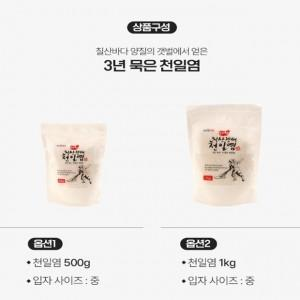 상품구성
칠산바다 양질의 갯벌에서 얻은
3년 묵은 천일염
천일염
천일염
옵션1
• 천일염 500g
• 입자 사이즈 : 중
옵션2
• 천일염 1kg
• 입자 사이즈 : 중